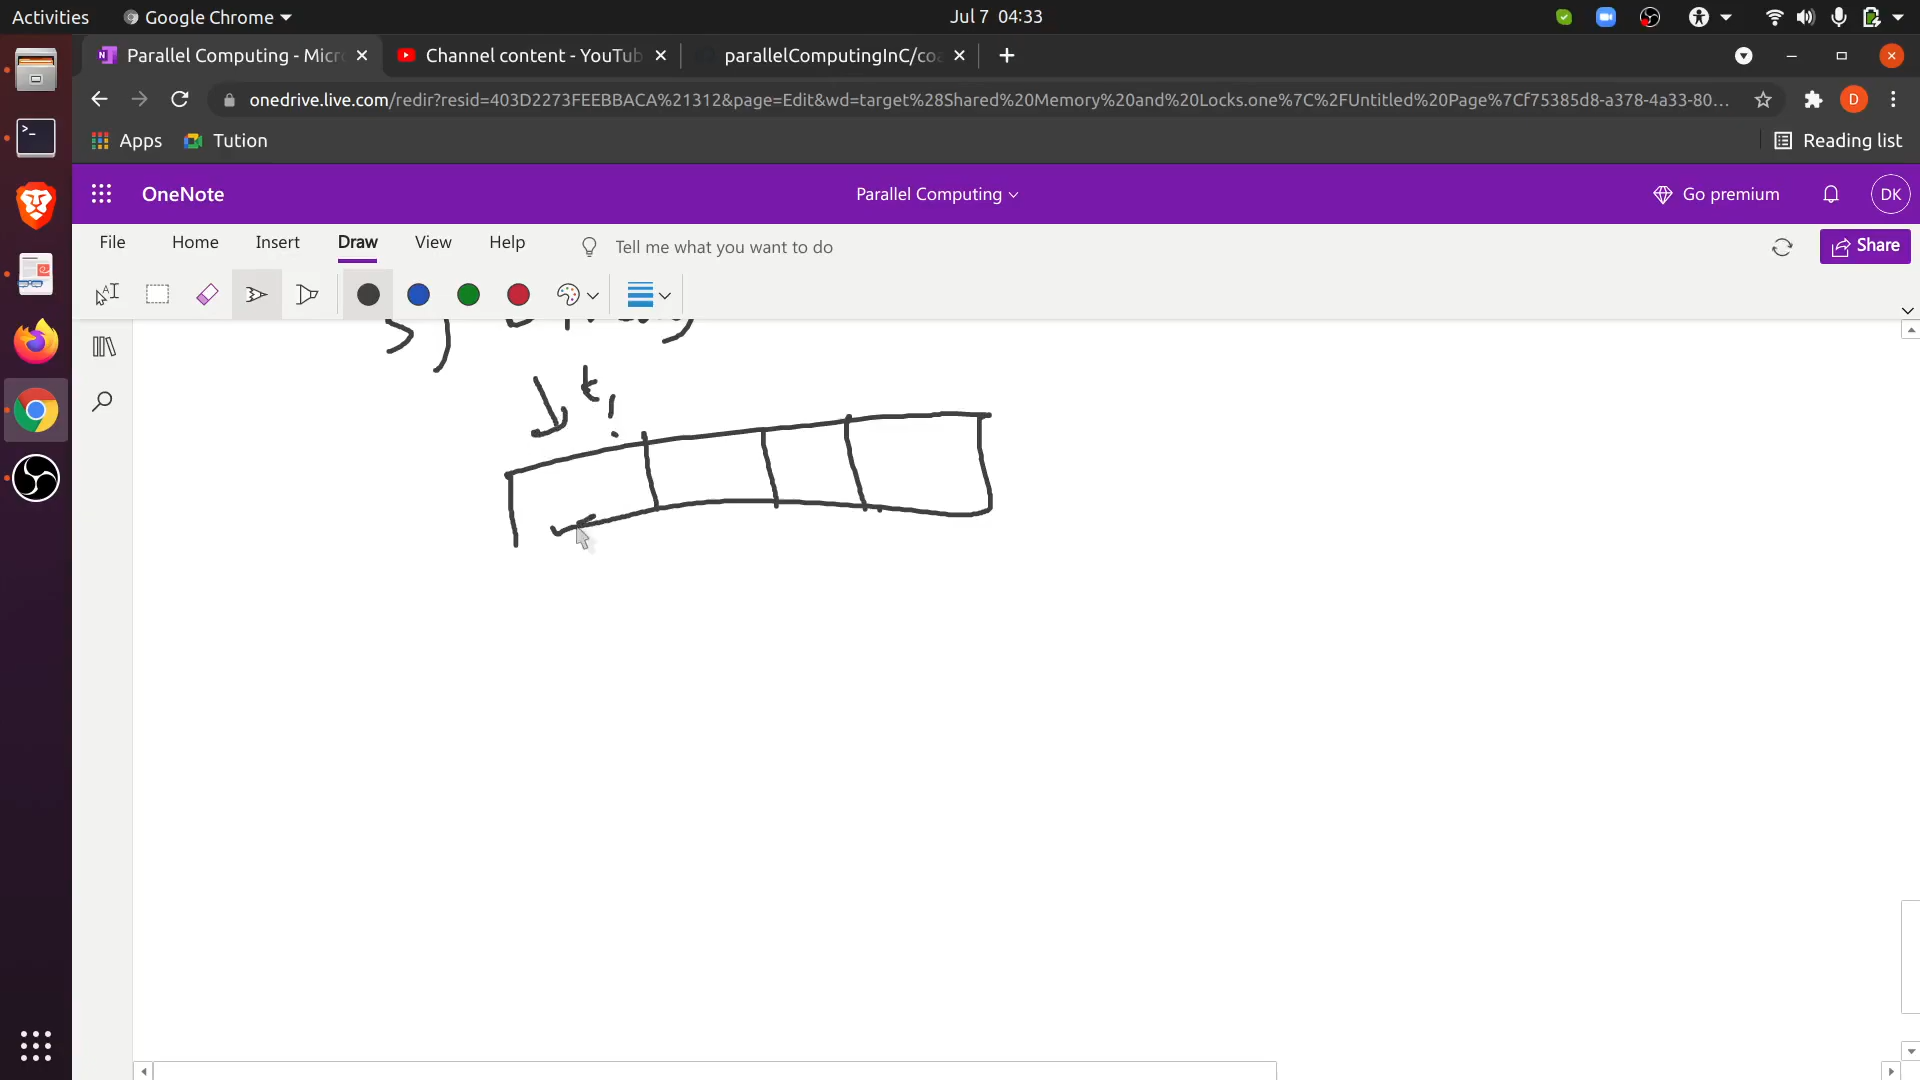 Activities
Google Chrome
Jul 7 04:33
Parallel Computing - Micr
Channel content - YouTub
parallelComputingInC/coa
onedrive.live.com/redir?resid=403D2273FEEBBACA%21312&page=Edit&wd=target%28Shared%20Memory%20and%20Locks.one%7C%2FUntitled%20Page%7Cf75385d8-a378-4a33-80...
D
Apps
Tution
Reading list
OneNote
Parallel Computing
Go premium
DK
File
Home
Insert
Draw
View
Help
Tell me what you want to do
Share